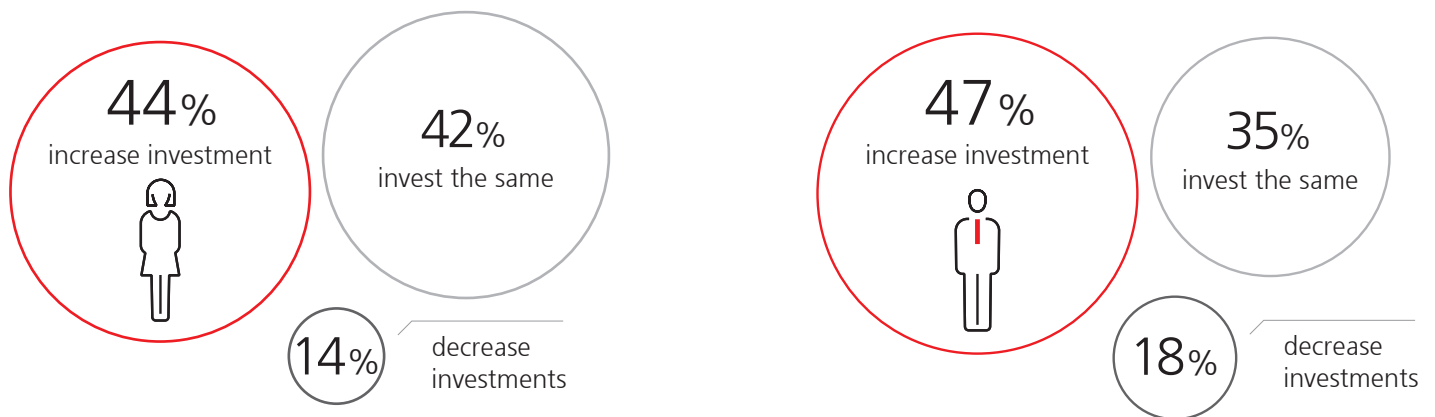 44%
increase investment
42%
invest the same
14%
decrease
investments
47%
increase investment
35%
invest the same
18%
decrease
investments